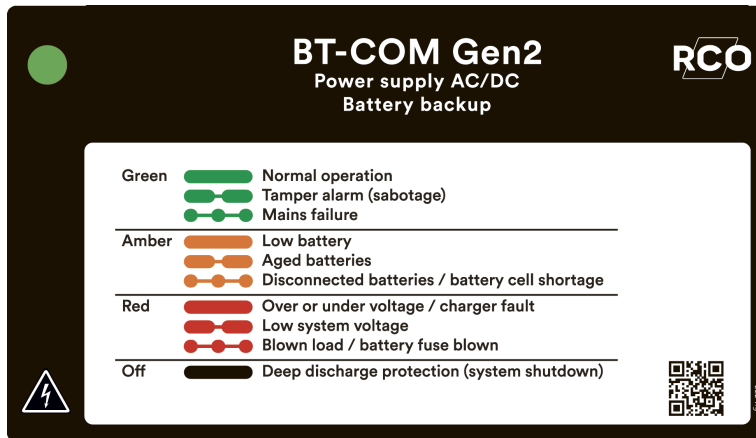 BT-COM Gen2
RCO
Power supply AC/DC
Battery backup
Green Normal operation
Tamper alarm (sabotage)
Mains failure
Amber Low battery
Aged batteries
Disconnected batteries / battery cell shortage
Red Over or under voltage / charger fault
Low system voltage
Blown load / battery fuse blown
Off Deep discharge protection (system shutdown)